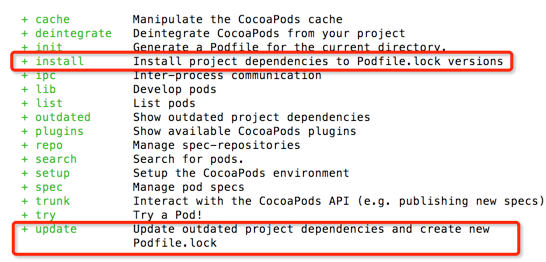 + cache Manipulate the CocoaPods cache
+ deintegrate Deintegrate CocoaPods from your project
+ init Generate a Podfile for the current directory.
+ install Install project dependencies to Podfile.lock versions
+ ipc Inter-process communication
+ lib Develop pods
+ list List pods
+ outdated Show outdated project dependencies
+ plugins Show available CocoaPods plugins
+ repo Manage spec-repositories
+ search Search for pods.
+ setup Setup the CocoaPods environment
+ spec Manage pod specs
+ trunk Interact with the CocoaPods API (e.g. publishing new specs)
+ try Try a Pod!
+ update Update outdated project dependencies and create new
Podfile.lock